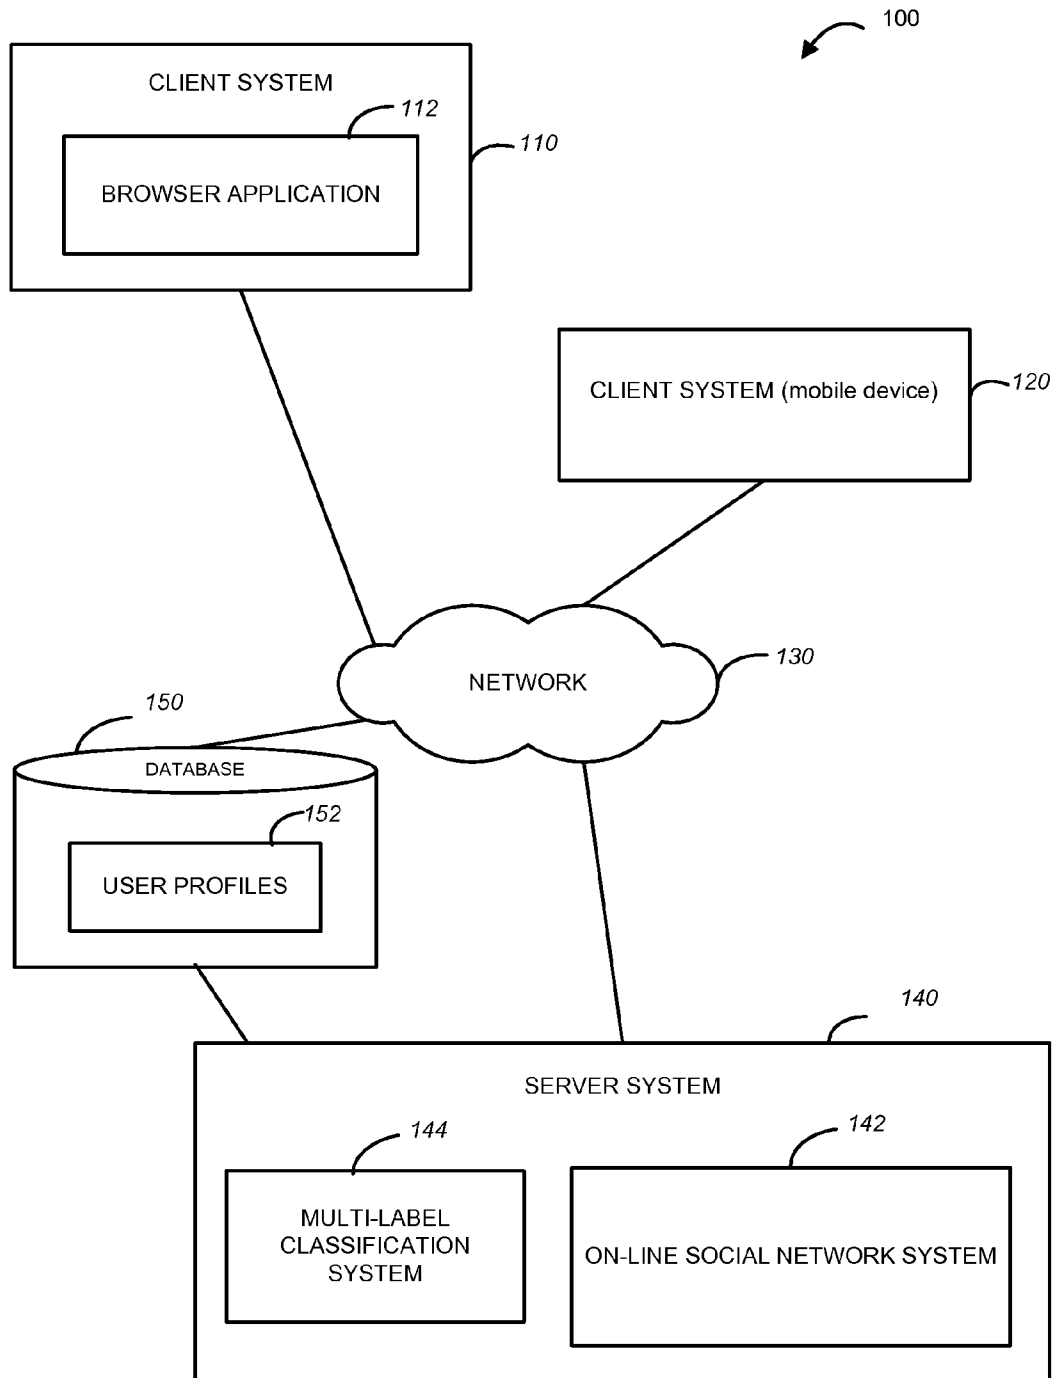 100
CLIENT SYSTEM
112
110
BROWSER APPLICATION
CLIENT SYSTEM (mobile device)
120
NETWORK
130
150
DATABASE
152
USER PROFILES
140
SERVER SYSTEM
144
142
MULTI-LABEL
CLASSIFICATION
SYSTEM
ON-LINE SOCIAL NETWORK SYSTEM